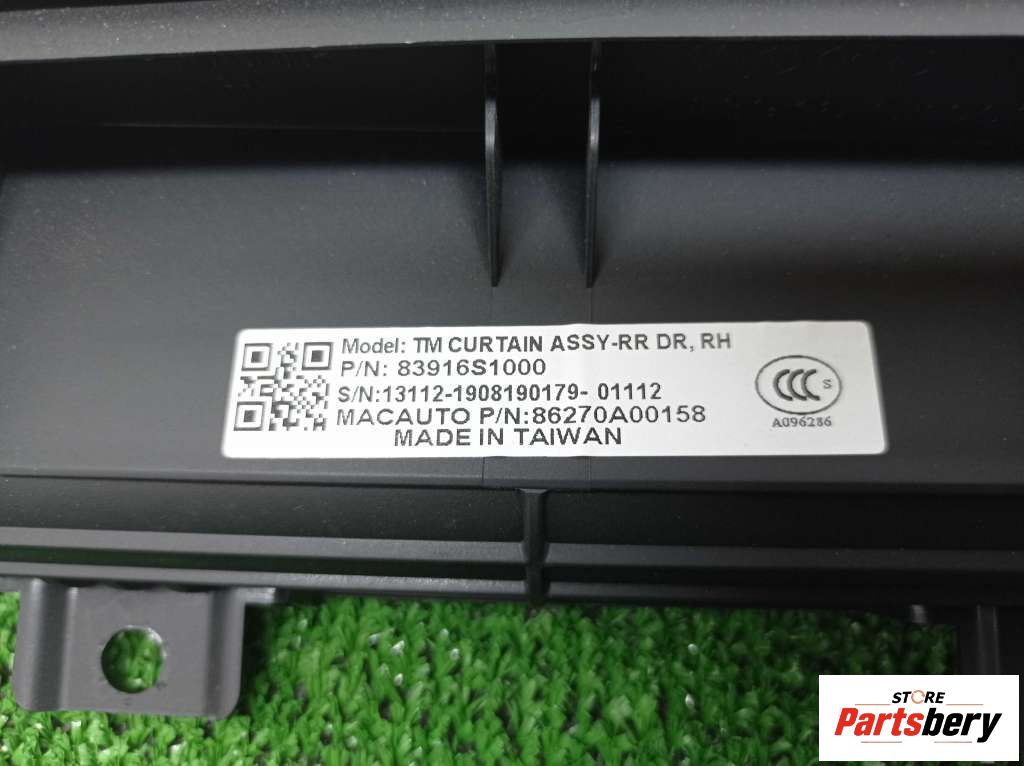 Model: TM CURTAIN ASSY-RR DR, RH
P/N: 83916S1000
S/N:13112-1908190179- 01112
MACAUTO P/N:86270A00158
MADE IN TAIWAN
CCC S
A096286
STORE
Partsbery